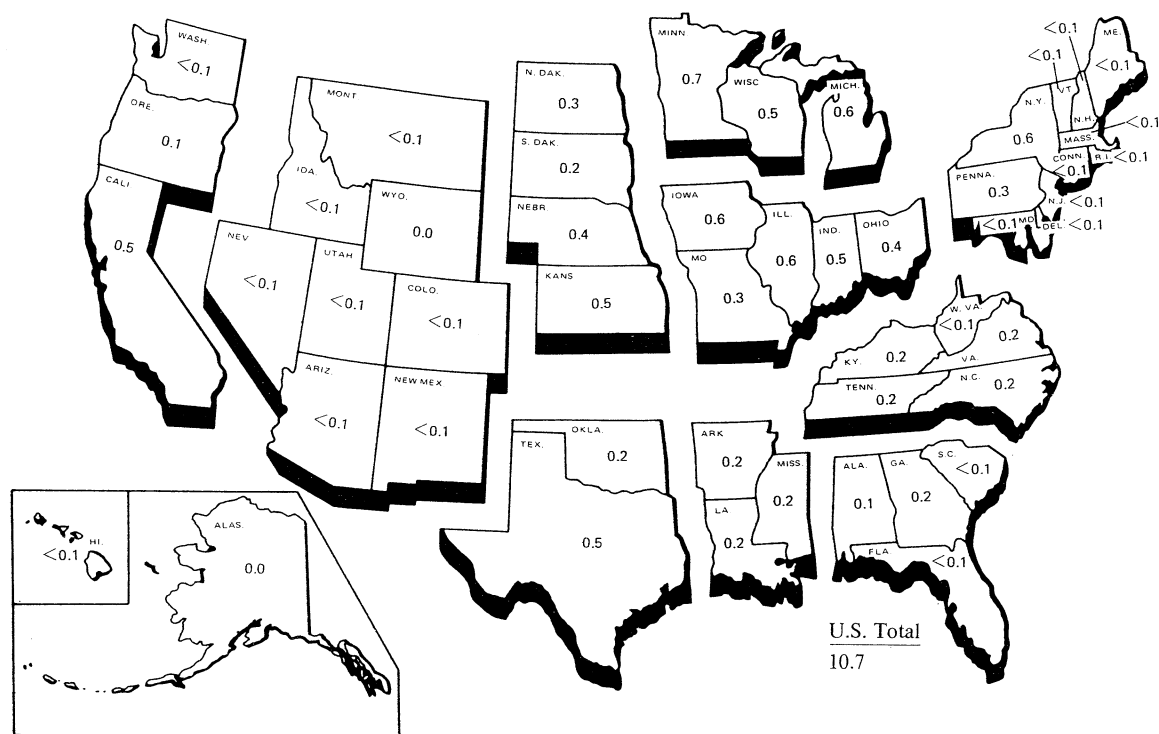 WASH.
<0.1
ORE.
0.1
CALI
0.5
MONT
<0.1
IDA.
<0.1
WYO.
0.0
NEV
<0.1
UTAH
<0.1
COLO.
<0.1
ARIZ.
<0.1
NEW MEX
<0.1
N. DAK.
0.3
S. DAK.
0.2
NEBR.
0.4
KANS
0.5
MINN
0.7
WISC
0.5
MICH.
0.6
IOWA
0.6
MO
0.3
ILL.
0.6
IND.
0.5
OHIO
0.4
<0.1
<0.1
ME.
<0.1
VT
N.H.
N.Y.
0.6
MASS.
<0.1
CONN.
<0.1
R.I.
<0.1
PENNA.
0.3
N.J.
<0.1
<0.1
MD
DEL.
<0.1
W. VA.
<0.1
VA.
0.2
KY.
0.2
TENN.
0.2
N.C.
0.2
OKLA.
0.2
TEX.
0.5
ARK
0.2
LA
0.2
MISS.
0.2
ALA.
0.1
GA.
0.2
S.C.
<0.1
FLA.
<0.1
HI.
<0.1
ALAS.
0.0
U.S. Total
10.7